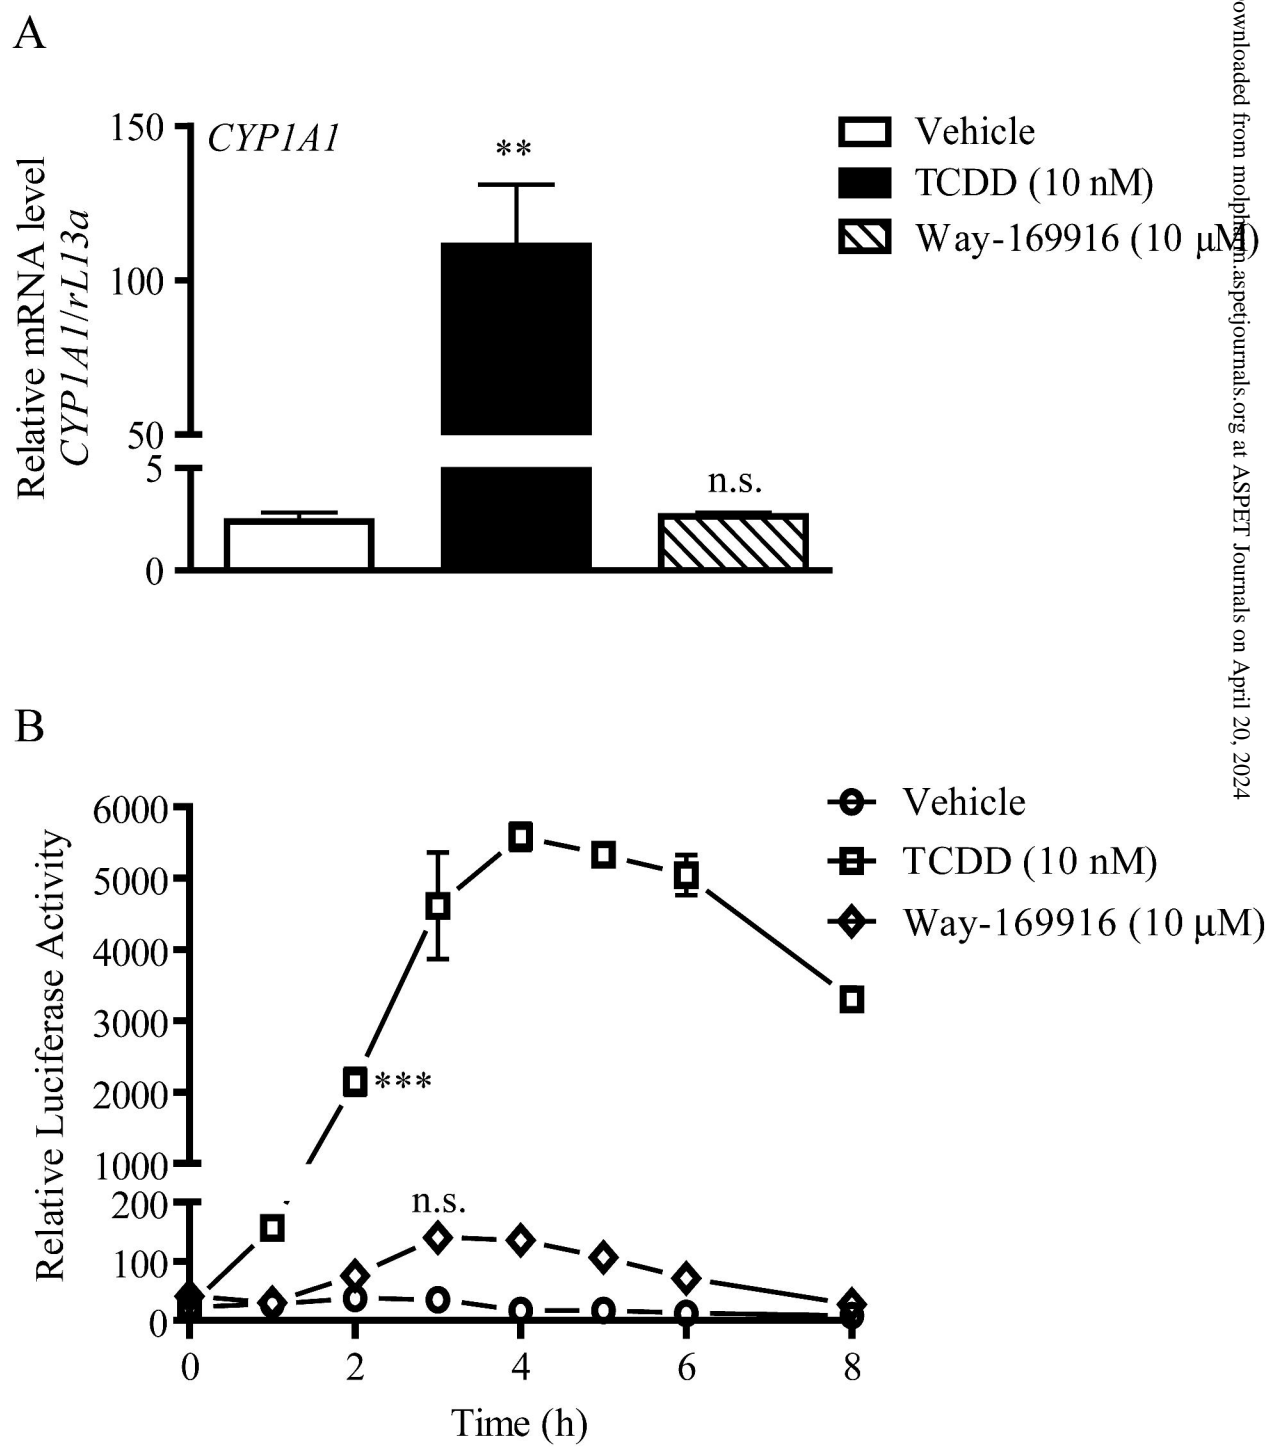 A
150
100
50
5
0
Relative mRNA level
CYP1A1/rL13a
CYP1A1
**
n.s.
Vehicle
TCDD (10 nM)
Way-169916 (10 μM)
ownloaded from molpharm.aspetjournals.org at ASPET Journals on April 20, 2024
B
6000
5000
4000
3000
2000
1000
200
100
0
Relative Luciferase Activity
***
n.s.
0 2 4 6 8
Time (h)
Vehicle
TCDD (10 nM)
Way-169916 (10 μM)